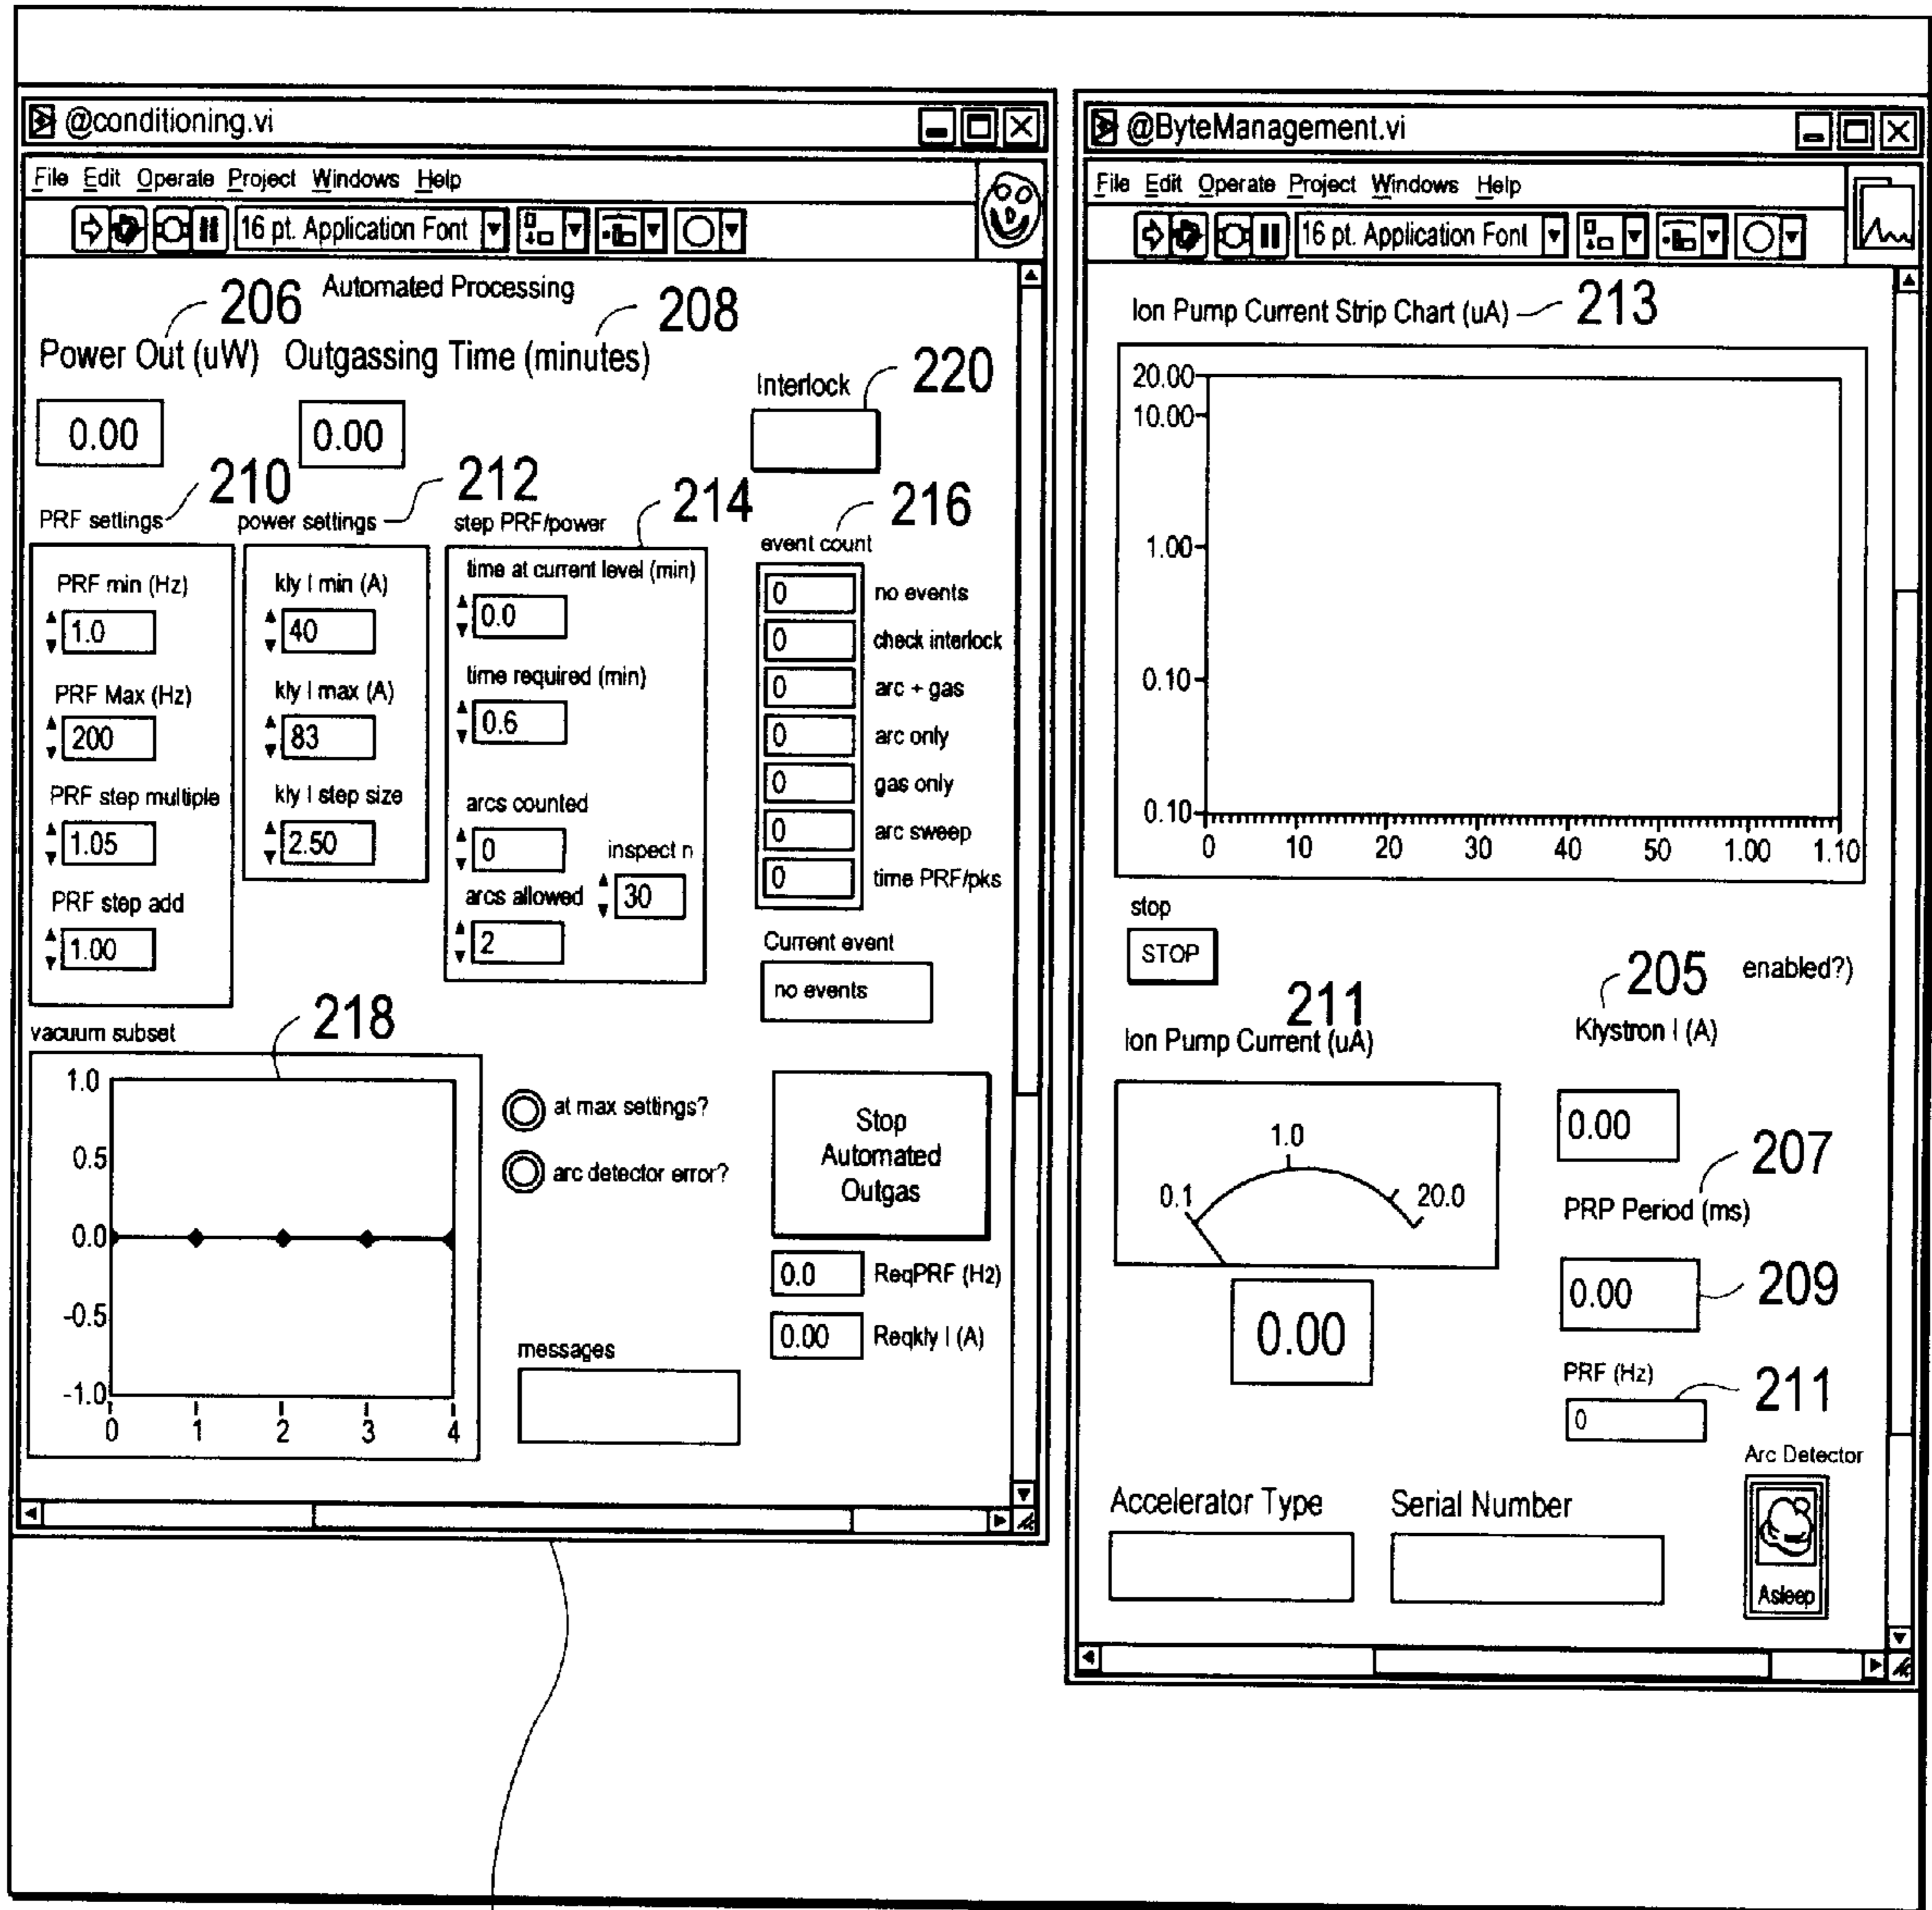 @conditioning.vi
File Edit Operate Project Windows Help
16 pt. Application Font
Automated Processing
206
208
Power Out (uW) Outgassing Time (minutes)
0.00
0.00
Interlock
220
210
212
214
216
PRF settings
PRF min (Hz)
1.0
PRF Max (Hz)
200
PRF step multiple
1.05
PRF step add
1.00
power settings
kly I min (A)
40
kly I max (A)
83
kly I step size
2.50
step PRF/power
time at current level (min)
0.0
time required (min)
0.6
arcs counted
0
inspect n
30
arcs allowed
2
event count
0 no events
0 check interlock
0 arc + gas
0 arc only
0 gas only
0 arc sweep
0 time PRF/pks
Current event
no events
vacuum subset
218
1.0
0.5
0.0
-0.5
-1.0
0 1 2 3 4
at max settings?
arc detector error?
Stop
Automated
Outgas
0.0 ReqPRF (Hz)
0.00 Reqkly I (A)
messages
@ByteManagement.vi
File Edit Operate Project Windows Help
16 pt. Application Font
Ion Pump Current Strip Chart (uA)
213
20.00
10.00
1.00
0.10
0.10
0 10 20 30 40 50 1.00 1.10
stop
STOP
211
Ion Pump Current (uA)
0.1
1.0
20.0
0.00
205
enabled?)
Klystron I (A)
0.00
207
PRP Period (ms)
0.00
209
PRF (Hz)
211
0
Arc Detector
Asleep
Accelerator Type
Serial Number